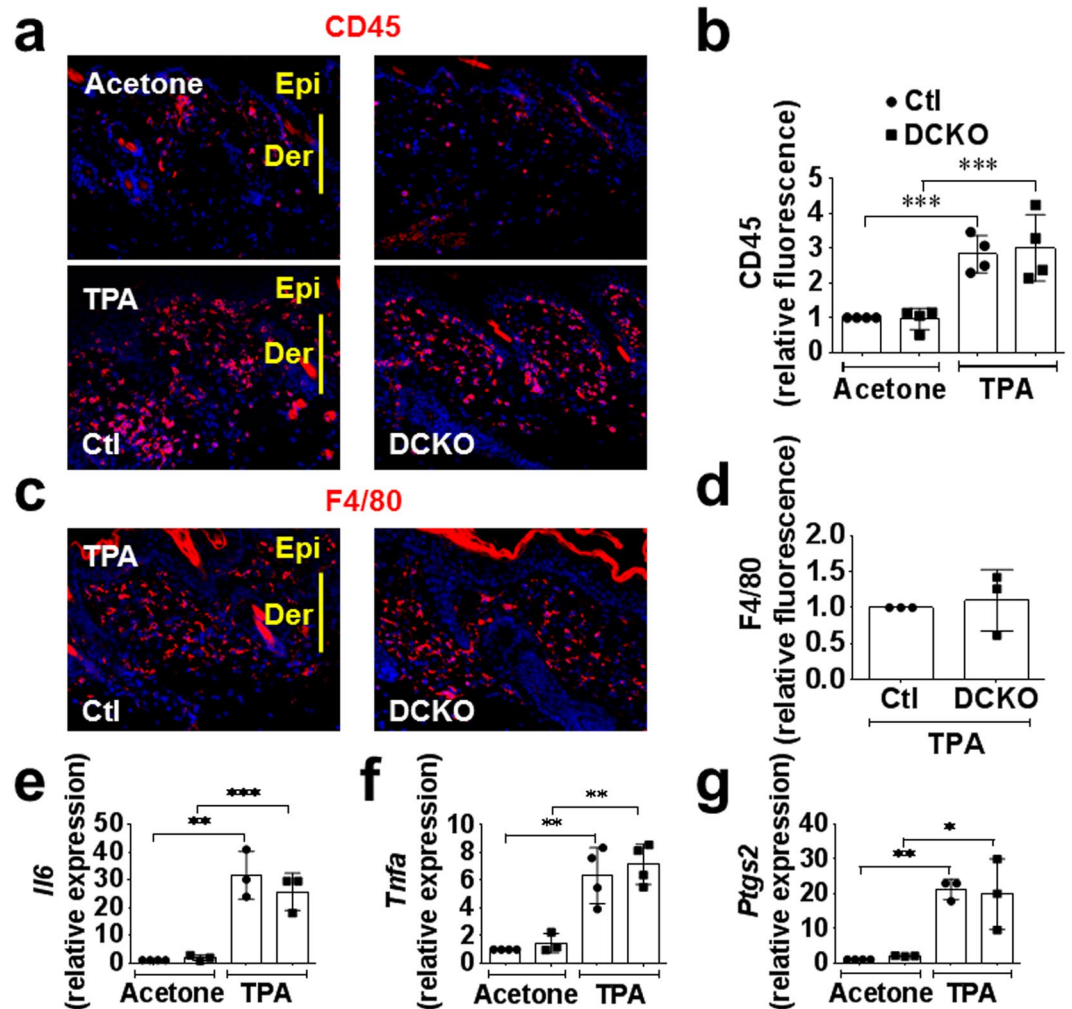 a
CD45
Acetone
Epi
Der
TPA
Epi
Der
Ctl
DCKO
b
Ctl
DCKO
***
***
CD45
(relative fluorescence)
5
4
3
2
1
0
Acetone
TPA
c
F4/80
TPA
Epi
Der
Ctl
DCKO
d
F4/80
(relative fluorescence)
2.0
1.5
1.0
0.5
0.0
Ctl
DCKO
TPA
e
Il6
(relative expression)
50
40
30
20
10
0
***
**
Acetone
TPA
f
Tnfa
(relative expression)
10
8
6
4
2
0
**
**
Acetone
TPA
g
Ptgs2
(relative expression)
40
30
20
10
0
*
**
Acetone
TPA